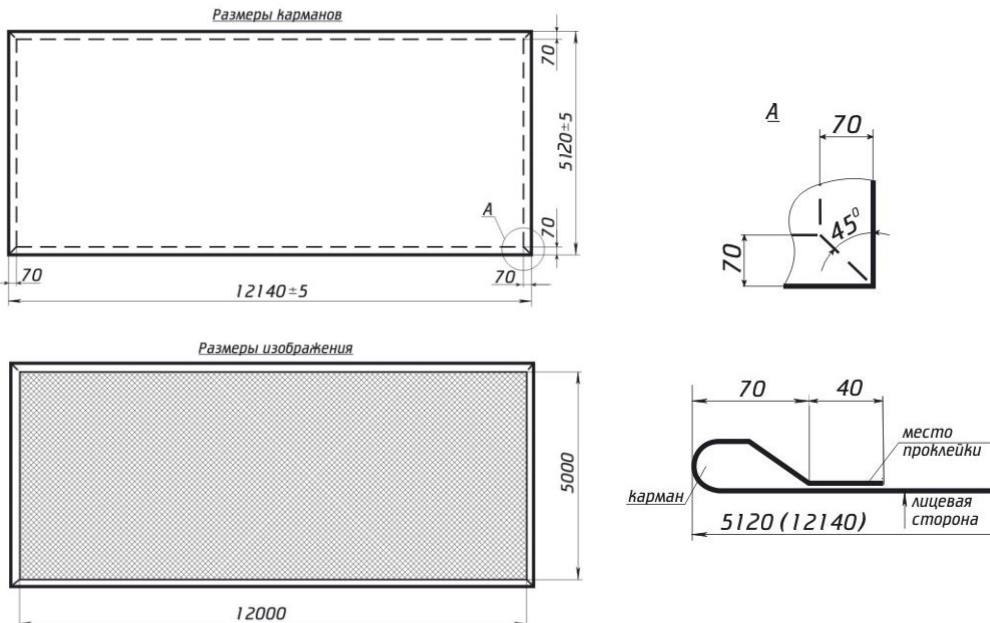 Размеры карманов
70
5120±5
А
70
70
70
12140±5
А
70
45⁰
70
Размеры изображения
5000
12000
70
40
место
проклейки
карман
лицевая
сторона
5120 (12140)